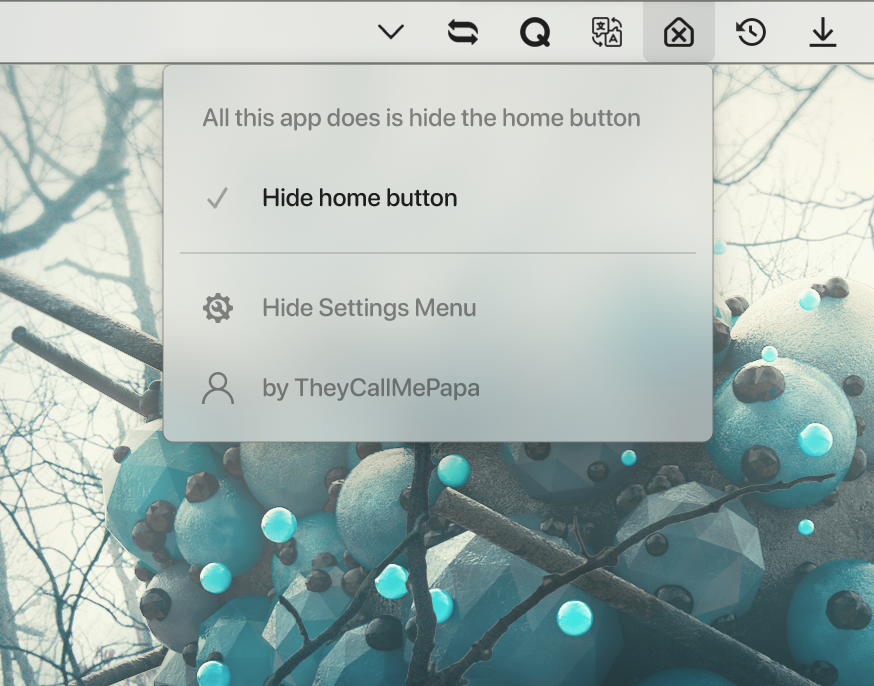 All this app does is hide the home button
Hide home button
Hide Settings Menu
by TheyCallMePapa